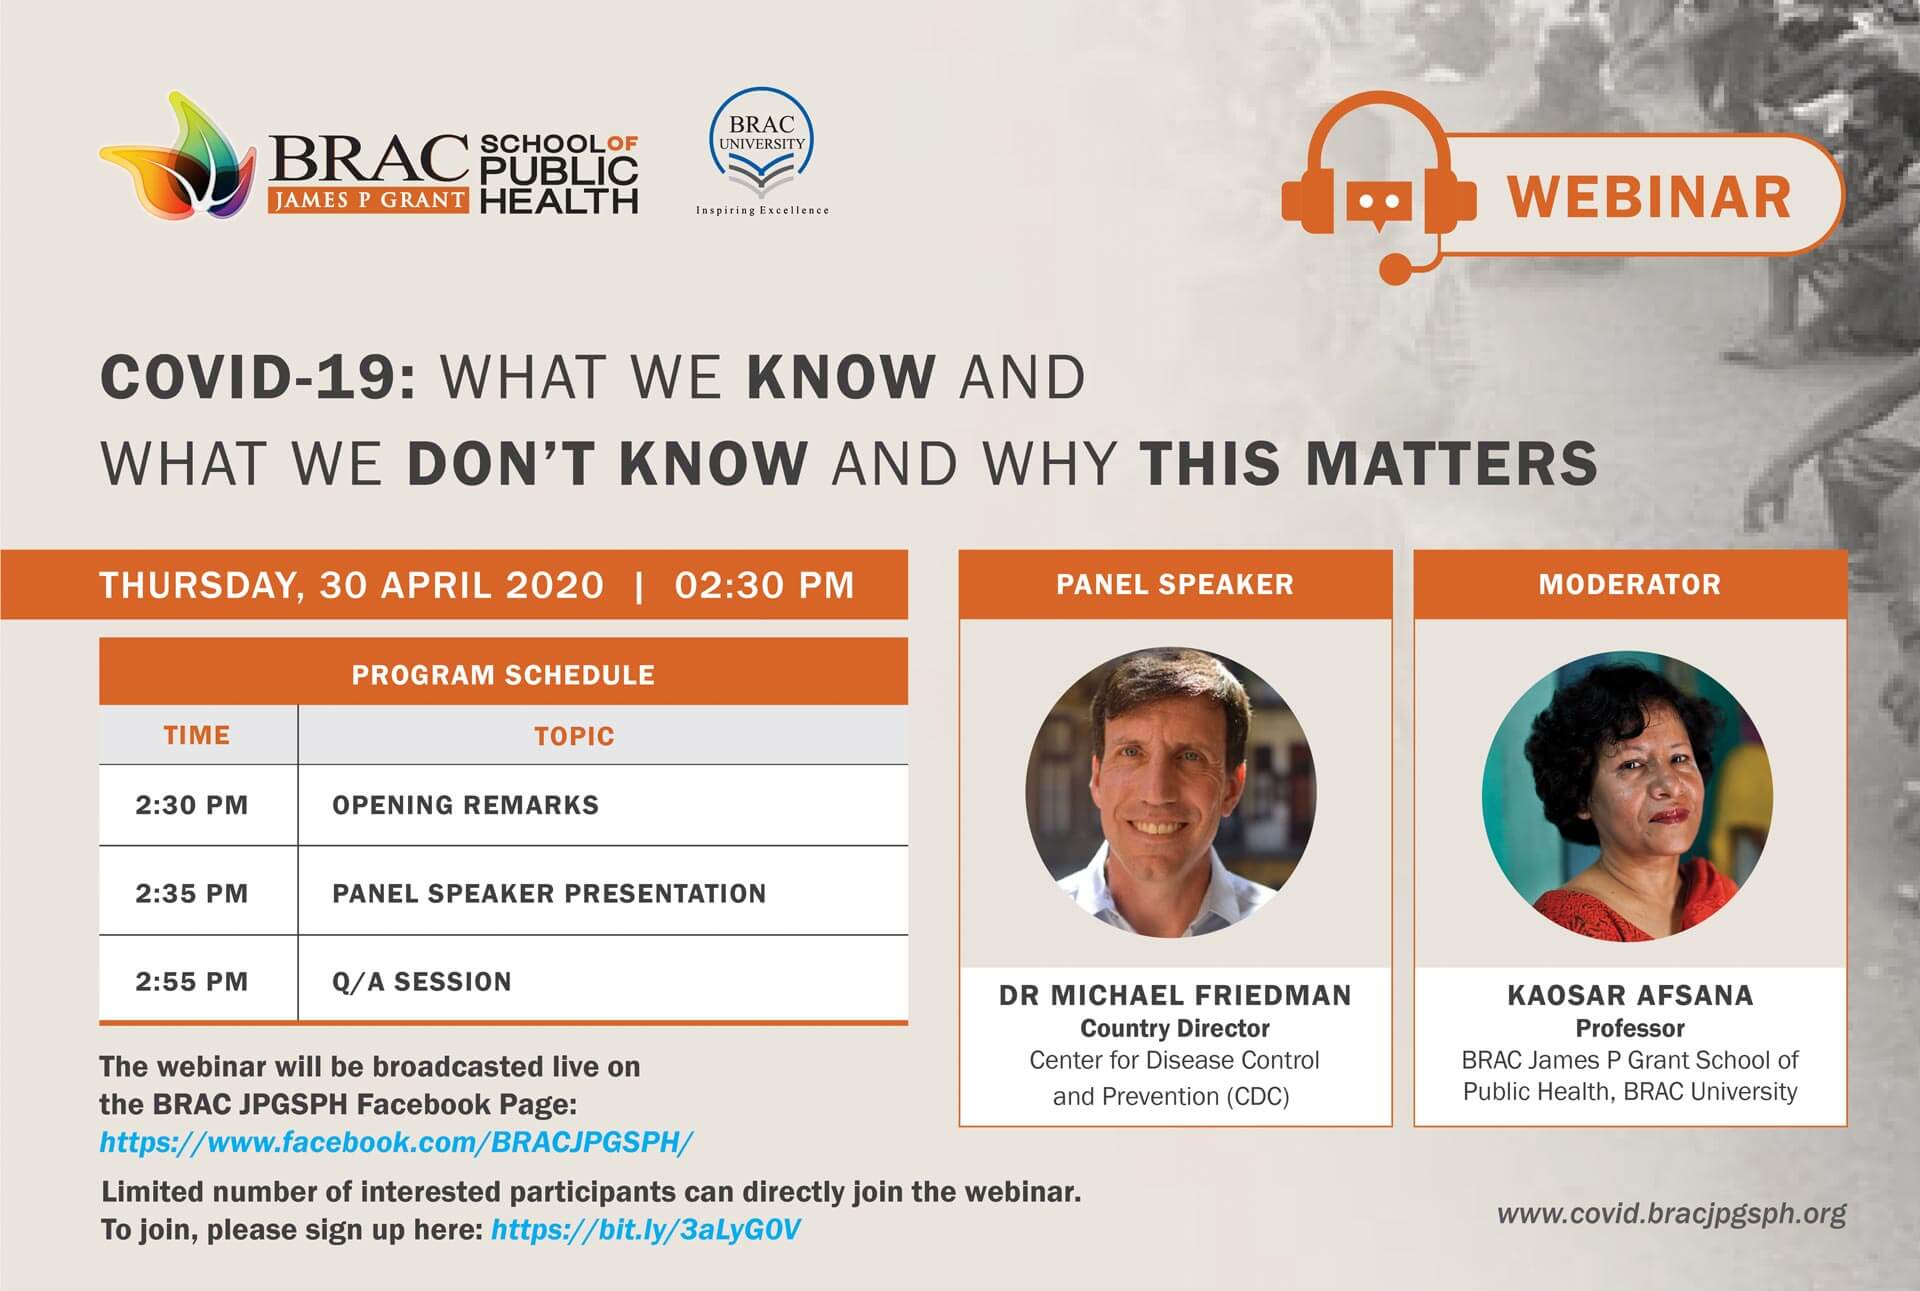 BRAC
JAMES P GRANT
SCHOOL OF
PUBLIC
HEALTH
BRAC
UNIVERSITY
Inspiring Excellence
WEBINAR
COVID-19: WHAT WE KNOW AND
WHAT WE DON'T KNOW AND WHY THIS MATTERS
THURSDAY, 30 APRIL 2020 | 02:30 PM
PROGRAM SCHEDULE
TIME TOPIC
2:30 PM OPENING REMARKS
2:35 PM PANEL SPEAKER PRESENTATION
2:55 PM Q/A SESSION
PANEL SPEAKER
DR MICHAEL FRIEDMAN
Country Director
Center for Disease Control
and Prevention (CDC)
MODERATOR
KAOSAR AFSANA
Professor
BRAC James P Grant School of
Public Health, BRAC University
The webinar will be broadcasted live on
the BRAC JPGSPH Facebook Page:
https://www.facebook.com/BRACJPGSPH/
Limited number of interested participants can directly join the webinar.
To join, please sign up here: https://bit.ly/3aLyG0V
www.covid.bracjpgsph.org